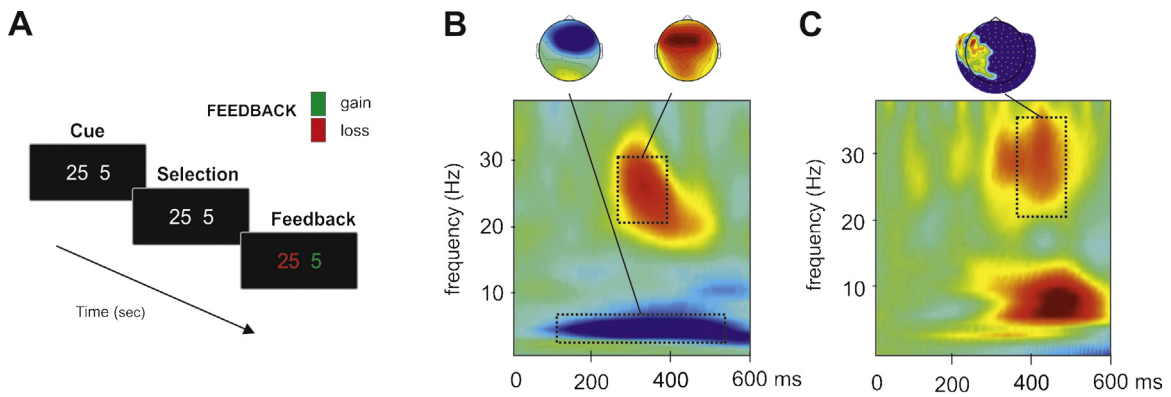 A
FEEDBACK
gain
loss
Cue
25 5
Selection
25 5
Feedback
25 5
Time (sec)
B
frequency (Hz)
30
20
10
0 200 400 600 ms
C
frequency (Hz)
30
20
10
0 200 400 600 ms